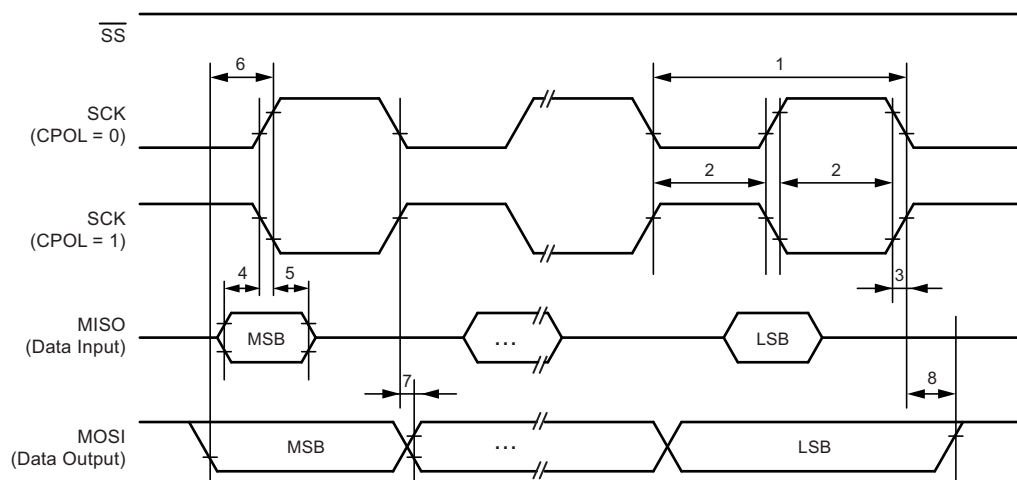 SS
6
1
SCK
(CPOL = 0)
2
2
SCK
(CPOL = 1)
4
5
3
MISO
(Data Input)
MSB
...
LSB
7
8
MOSI
(Data Output)
MSB
...
LSB